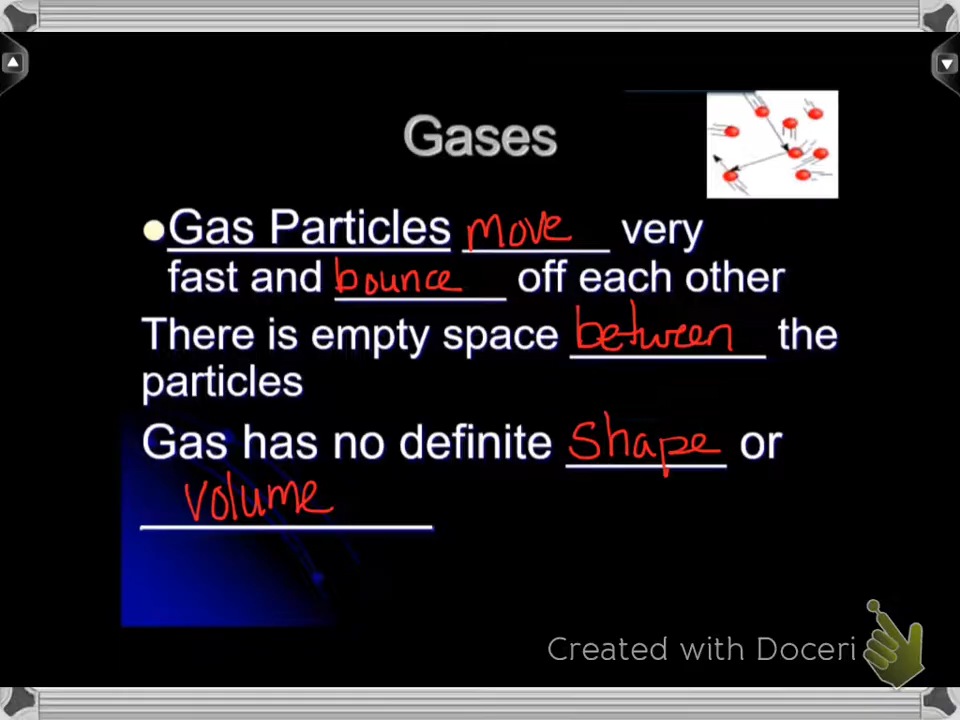 Gases
Gas Particles move very
fast and bounce off each other
There is empty space between the
particles
Gas has no definite shape or
volume
Created with Doceri